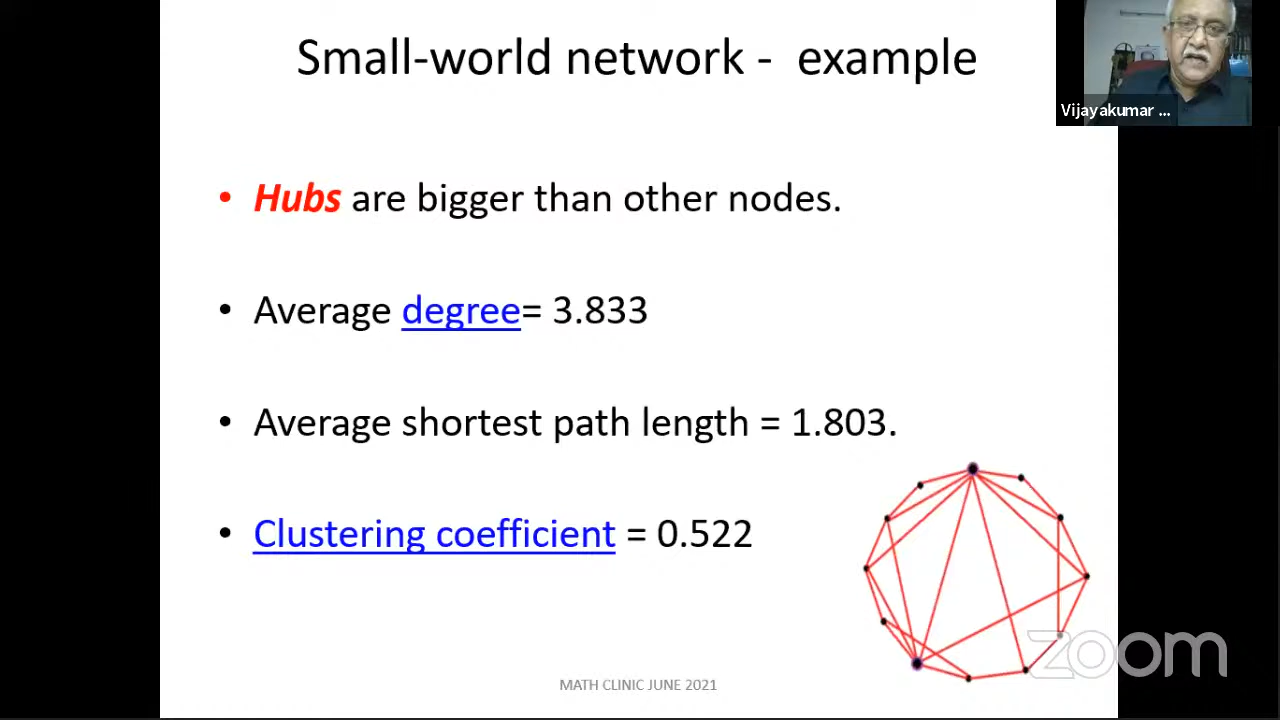 Small-world network - example
Vijayakumar ...
• Hubs are bigger than other nodes.
• Average degree= 3.833
• Average shortest path length = 1.803.
• Clustering coefficient = 0.522
zoom
MATH CLINIC JUNE 2021